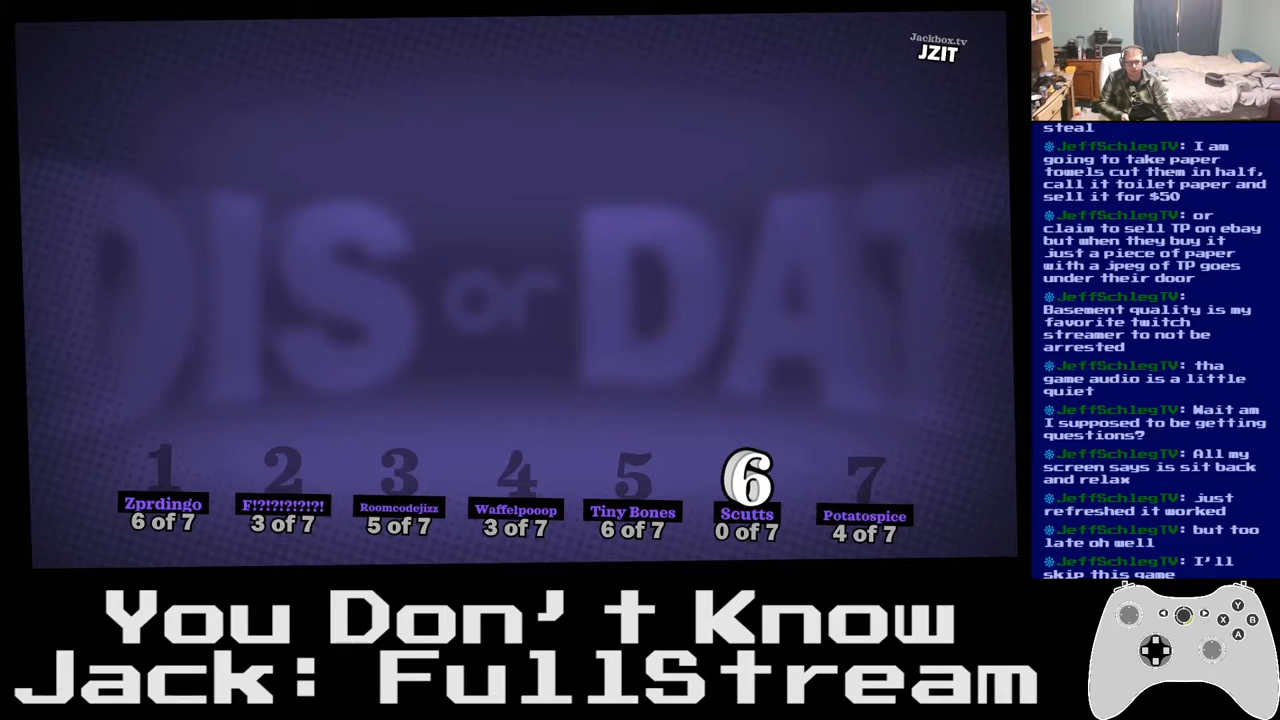 Jackbox.tv
JZIT
DIS or DAT
1
2
3
4
5
6
7
Zprdingo
F!?!?!?!?!?!
Roomcodejizz
Waffelpooop
Tiny Bones
Scutts
Potatospice
6 of 7
3 of 7
5 of 7
3 of 7
6 of 7
0 of 7
4 of 7
steal
JeffSchlegTV: I am
going to take paper
towels cut them in half,
call it toilet paper and
sell it for $50
JeffSchlegTV: or
claim to sell TP on ebay
but when they buy it
just a piece of paper
with a jpeg of TP goes
under their door
JeffSchlegTV:
Basement quality is my
favorite twitch
streamer to not be
arrested
JeffSchlegTV: tha
game audio is a little
quiet
JeffSchlegTV: Wait am
I supposed to be getting
questions?
JeffSchlegTV: All my
screen says is sit back
and relax
JeffSchlegTV: just
refreshed it worked
JeffSchlegTV: but too
late oh well
JeffSchlegTV: I'll
skip this game
You Don't Know
Jack: FullStream
Y
X
B
A